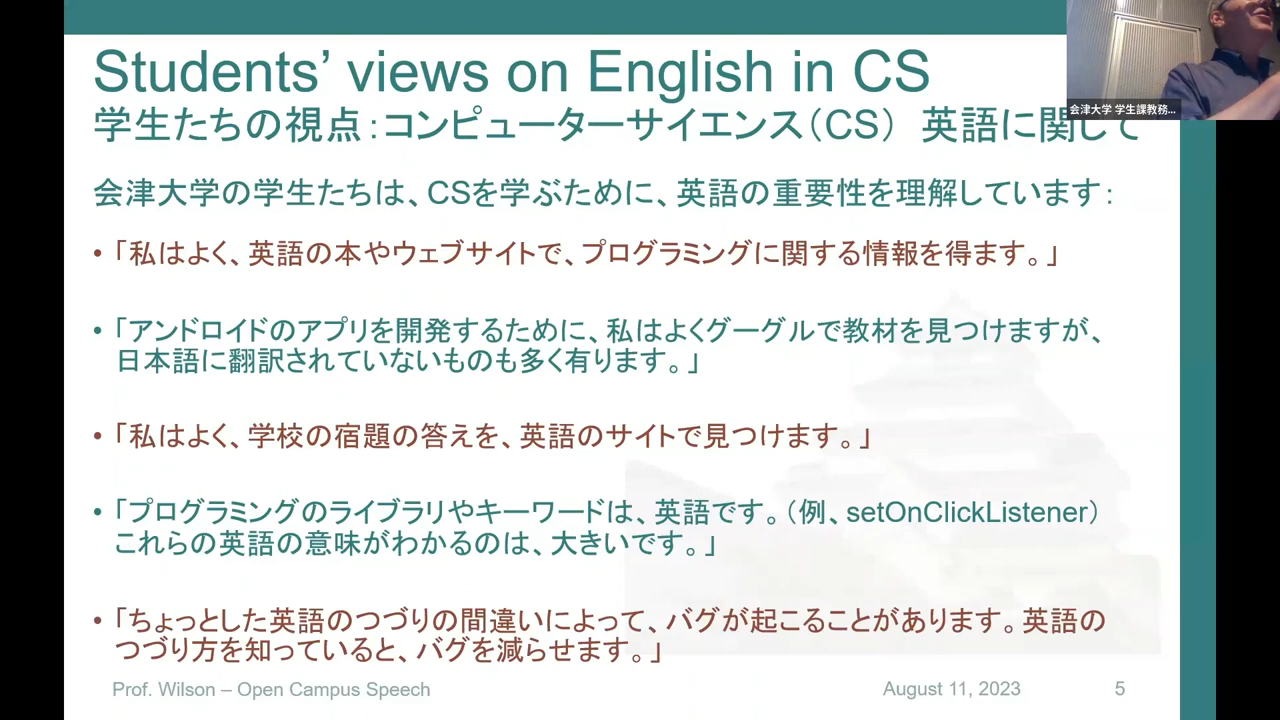 Students’ views on English in CS
学生たちの視点：コンピューターサイエンス（CS） 英語に関して
会津大学 学生課教務...
会津大学の学生たちは、CSを学ぶために、英語の重要性を理解しています：
• 「私はよく、英語の本やウェブサイトで、プログラミングに関する情報を得ます。」
• 「アンドロイドのアプリを開発するために、私はよくグーグルで教材を見つけますが、
日本語に翻訳されていないものも多く有ります。」
• 「私はよく、学校の宿題の答えを、英語のサイトで見つけます。」
• 「プログラミングのライブラリやキーワードは、英語です。（例、setOnClickListener）
これらの英語の意味がわかるのは、大きいです。」
• 「ちょっとした英語のつづりの間違いによって、バグが起こることがあります。英語の
つづり方を知っていると、バグを減らせます。」
Prof. Wilson – Open Campus Speech
August 11, 2023
5